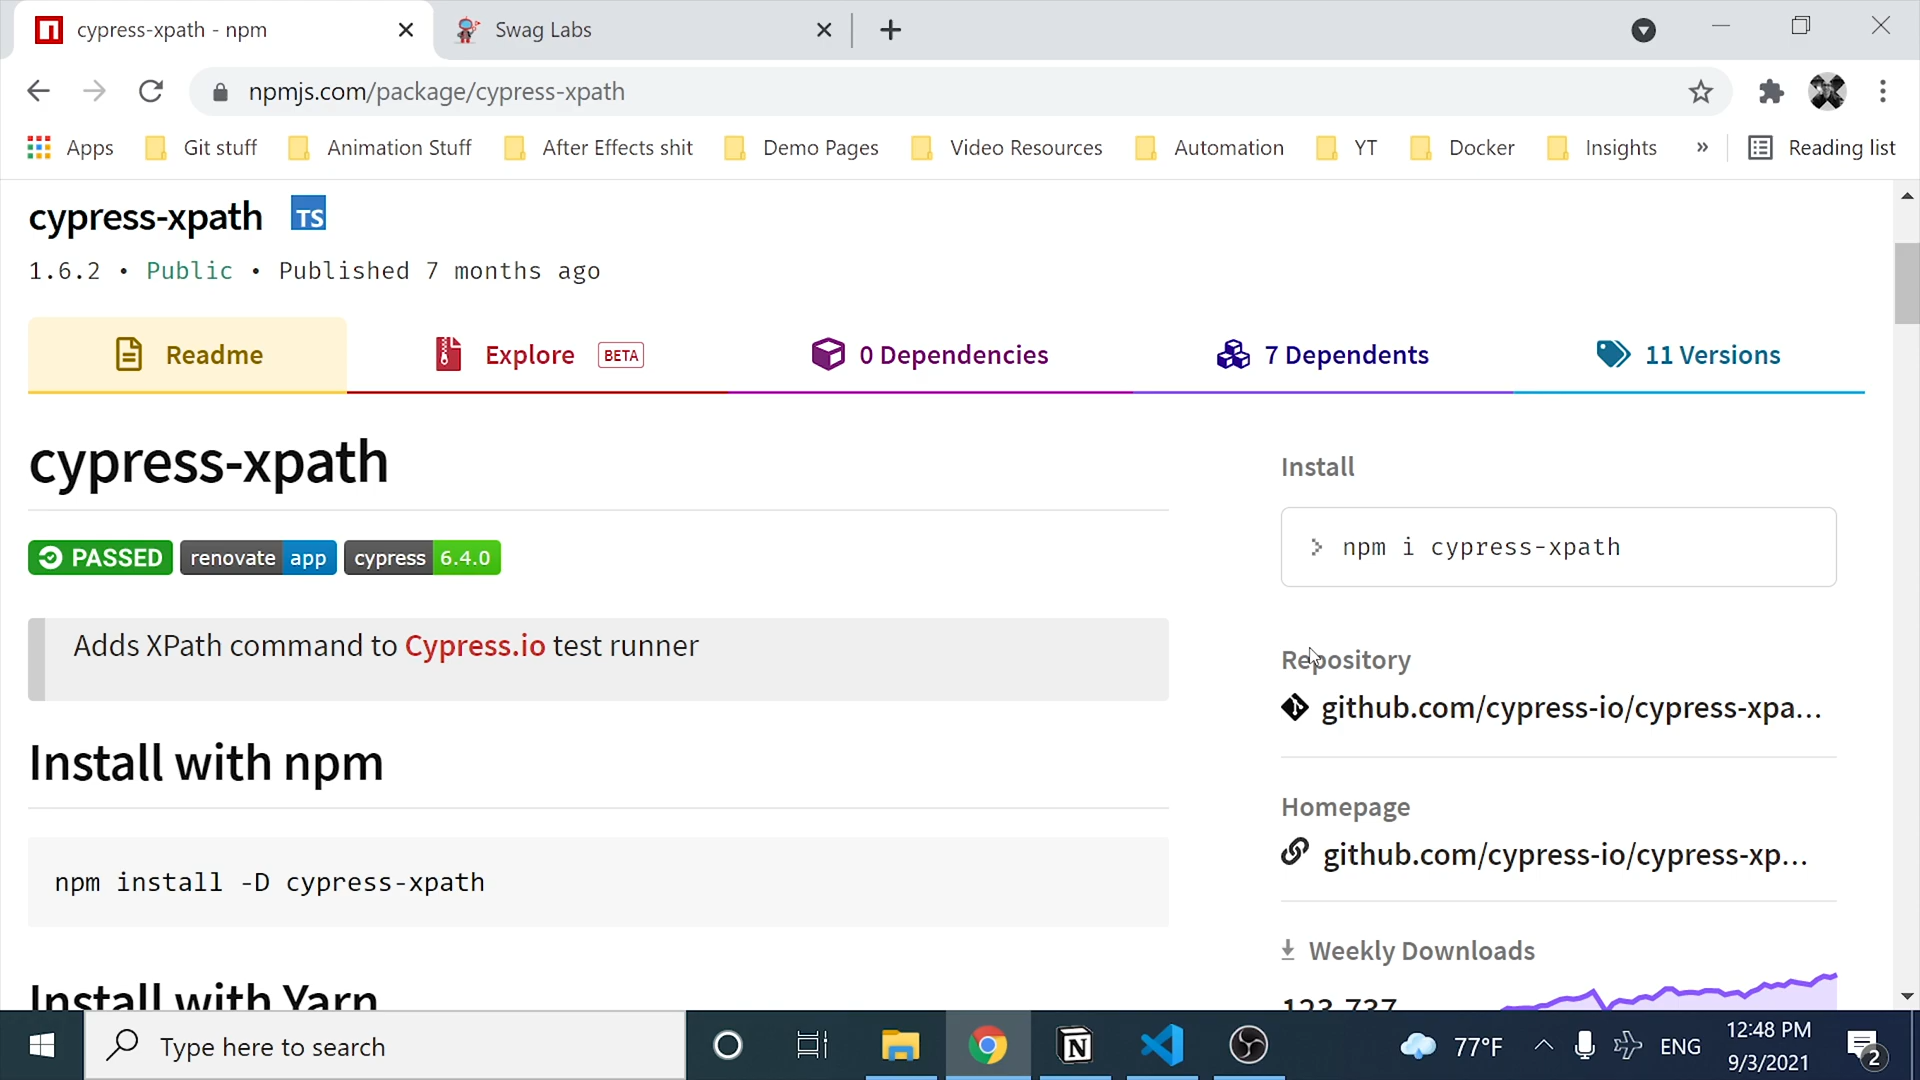 cypress-xpath - npm
Swag Labs
npmjs.com/package/cypress-xpath
Apps
Git stuff
Animation Stuff
After Effects shit
Demo Pages
Video Resources
Automation
YT
Docker
Insights
»
Reading list
cypress-xpath TS
1.6.2 • Public • Published 7 months ago
Readme
Explore BETA
0 Dependencies
7 Dependents
11 Versions
cypress-xpath
PASSED
renovate app
cypress 6.4.0
Adds XPath command to Cypress.io test runner
Install with npm
npm install -D cypress-xpath
Install with Yarn
Install
> npm i cypress-xpath
Repository
github.com/cypress-io/cypress-xpa...
Homepage
github.com/cypress-io/cypress-xp...
Weekly Downloads
123,737
Type here to search
77°F
ENG
12:48 PM
9/3/2021
2